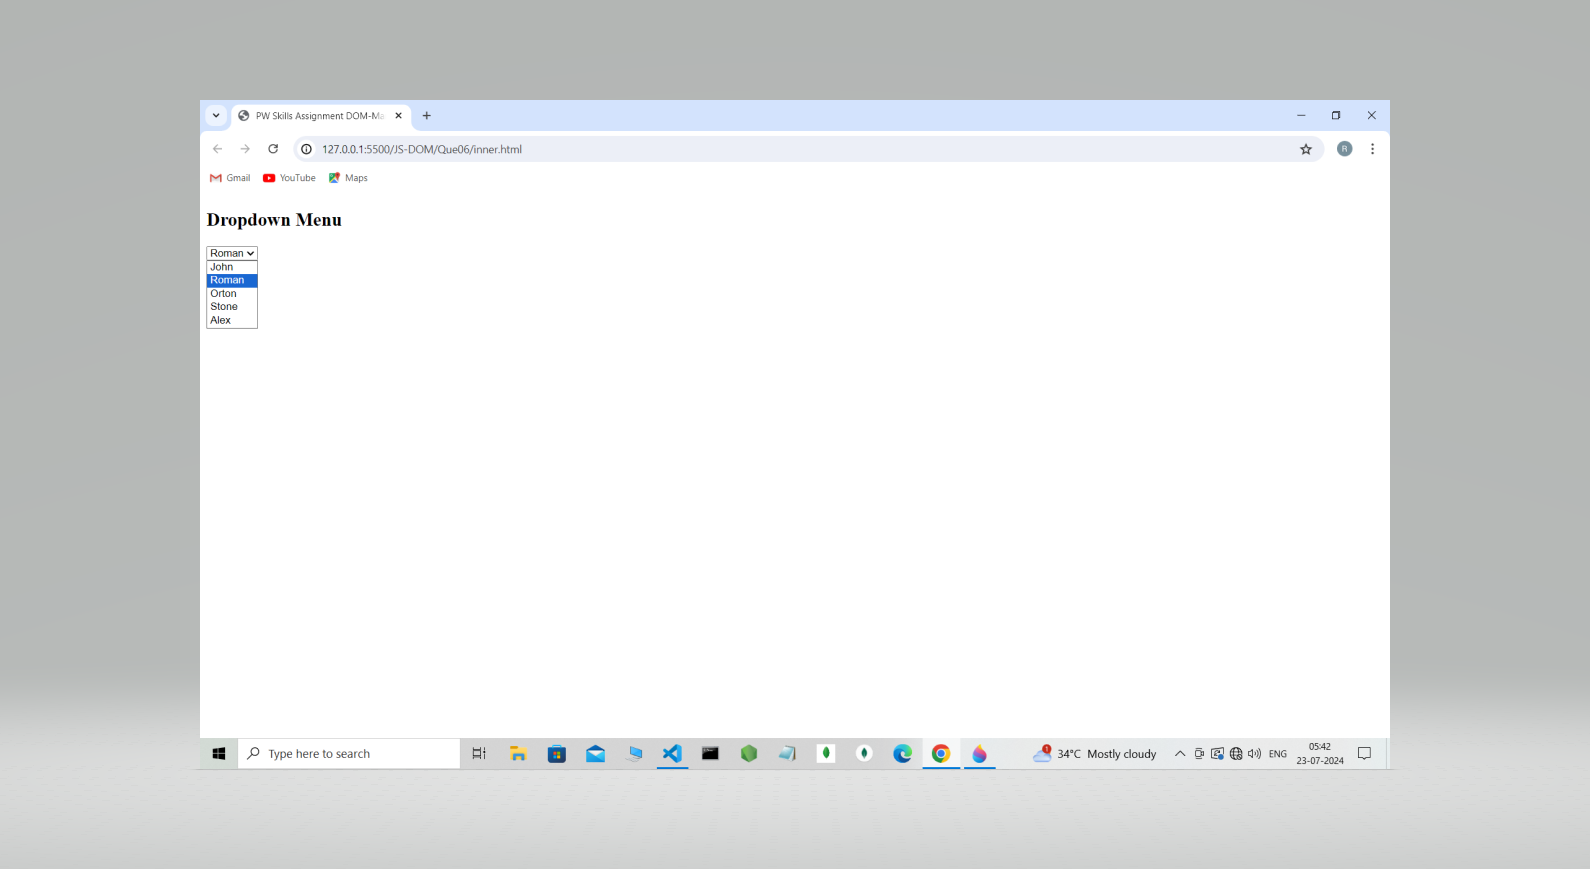 PW Skills Assignment DOM-Ma
127.0.0.1:5500/JS-DOM/Que06/inner.html
R
Gmail YouTube Maps
Dropdown Menu
Roman
John
Roman
Orton
Stone
Alex
Type here to search
1
34°C Mostly cloudy
ENG
05:42
23-07-2024